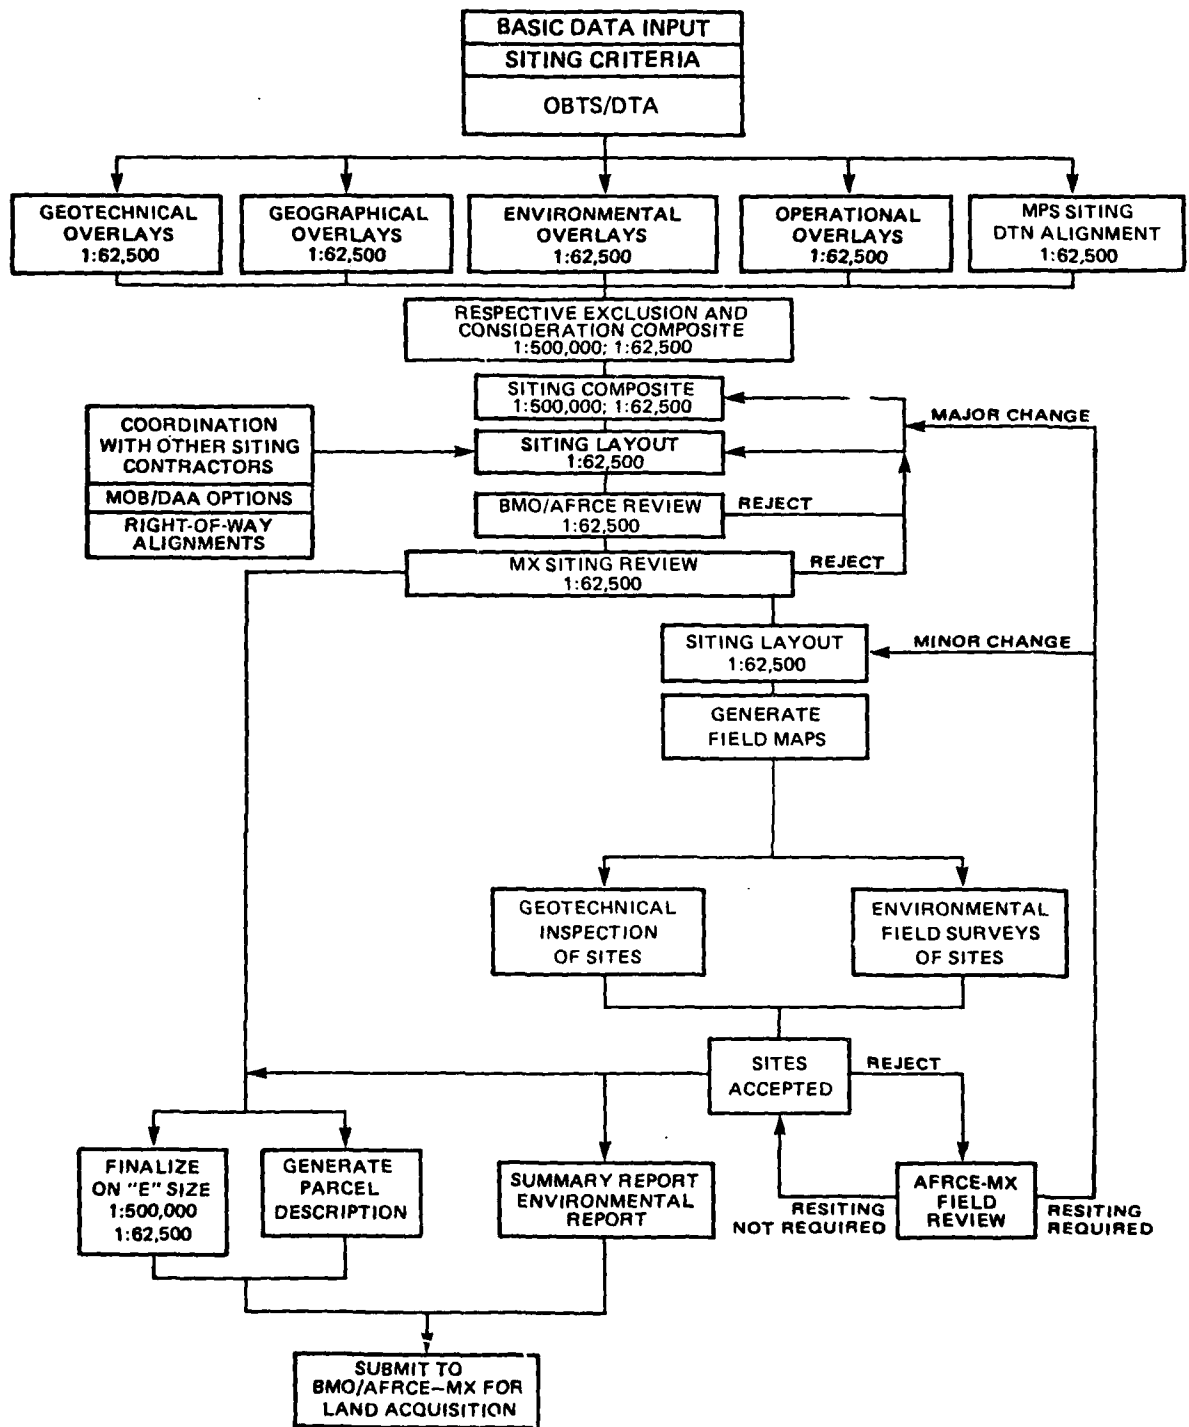 BASIC DATA INPUT
SITING CRITERIA
OBTS/DTA
GEOTECHNICAL
OVERLAYS
1:62,500
GEOGRAPHICAL
OVERLAYS
1:62,500
ENVIRONMENTAL
OVERLAYS
1:62,500
OPERATIONAL
OVERLAYS
1:62,500
MPS SITING
DTN ALIGNMENT
1:62,500
RESPECTIVE EXCLUSION AND
CONSIDERATION COMPOSITE
1:500,000; 1:62,500
SITING COMPOSITE
1:500,000; 1:62,500
MAJOR CHANGE
COORDINATION
WITH OTHER SITING
CONTRACTORS
MOB/DAA OPTIONS
RIGHT-OF-WAY
ALIGNMENTS
SITING LAYOUT
1:62,500
BMO/AFRCE REVIEW
1:62,500
REJECT
MX SITING REVIEW
1:62,500
REJECT
SITING LAYOUT
1:62,500
MINOR CHANGE
GENERATE
FIELD MAPS
GEOTECHNICAL
INSPECTION
OF SITES
ENVIRONMENTAL
FIELD SURVEYS
OF SITES
SITES
ACCEPTED
REJECT
FINALIZE
ON "E" SIZE
1:500,000
1:62,500
GENERATE
PARCEL
DESCRIPTION
SUMMARY REPORT
ENVIRONMENTAL
REPORT
RESITING
NOT REQUIRED
AFRCE-MX
FIELD
REVIEW
RESITING
REQUIRED
SUBMIT TO
BMO/AFRCE-MX FOR
LAND ACQUISITION